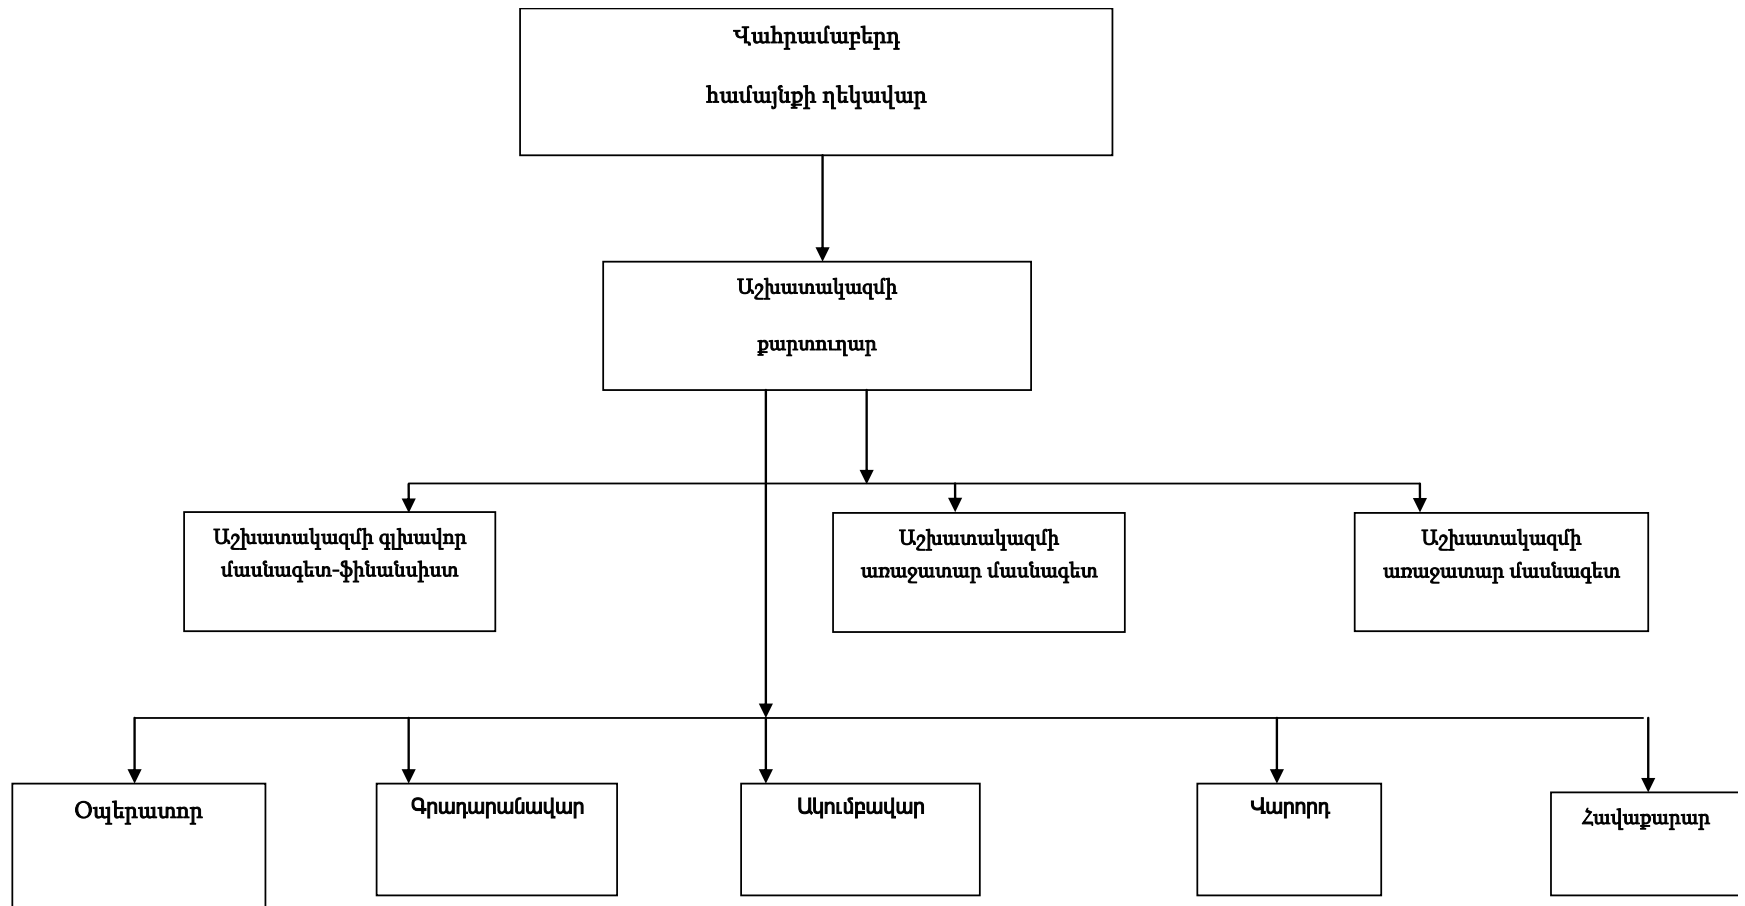 Վահրամաբերդ
համայնքի ղեկավար
Աշխատակազմի
քարտուղար
Աշխատակազմի գլխավոր
մասնագետ-ֆինանսիստ
Աշխատակազմի
առաջատար մասնագետ
Աշխատակազմի
առաջատար մասնագետ
Օպերատոր
Գրադարանավար
Ակումբավար
Վարորդ
Հավաքարար